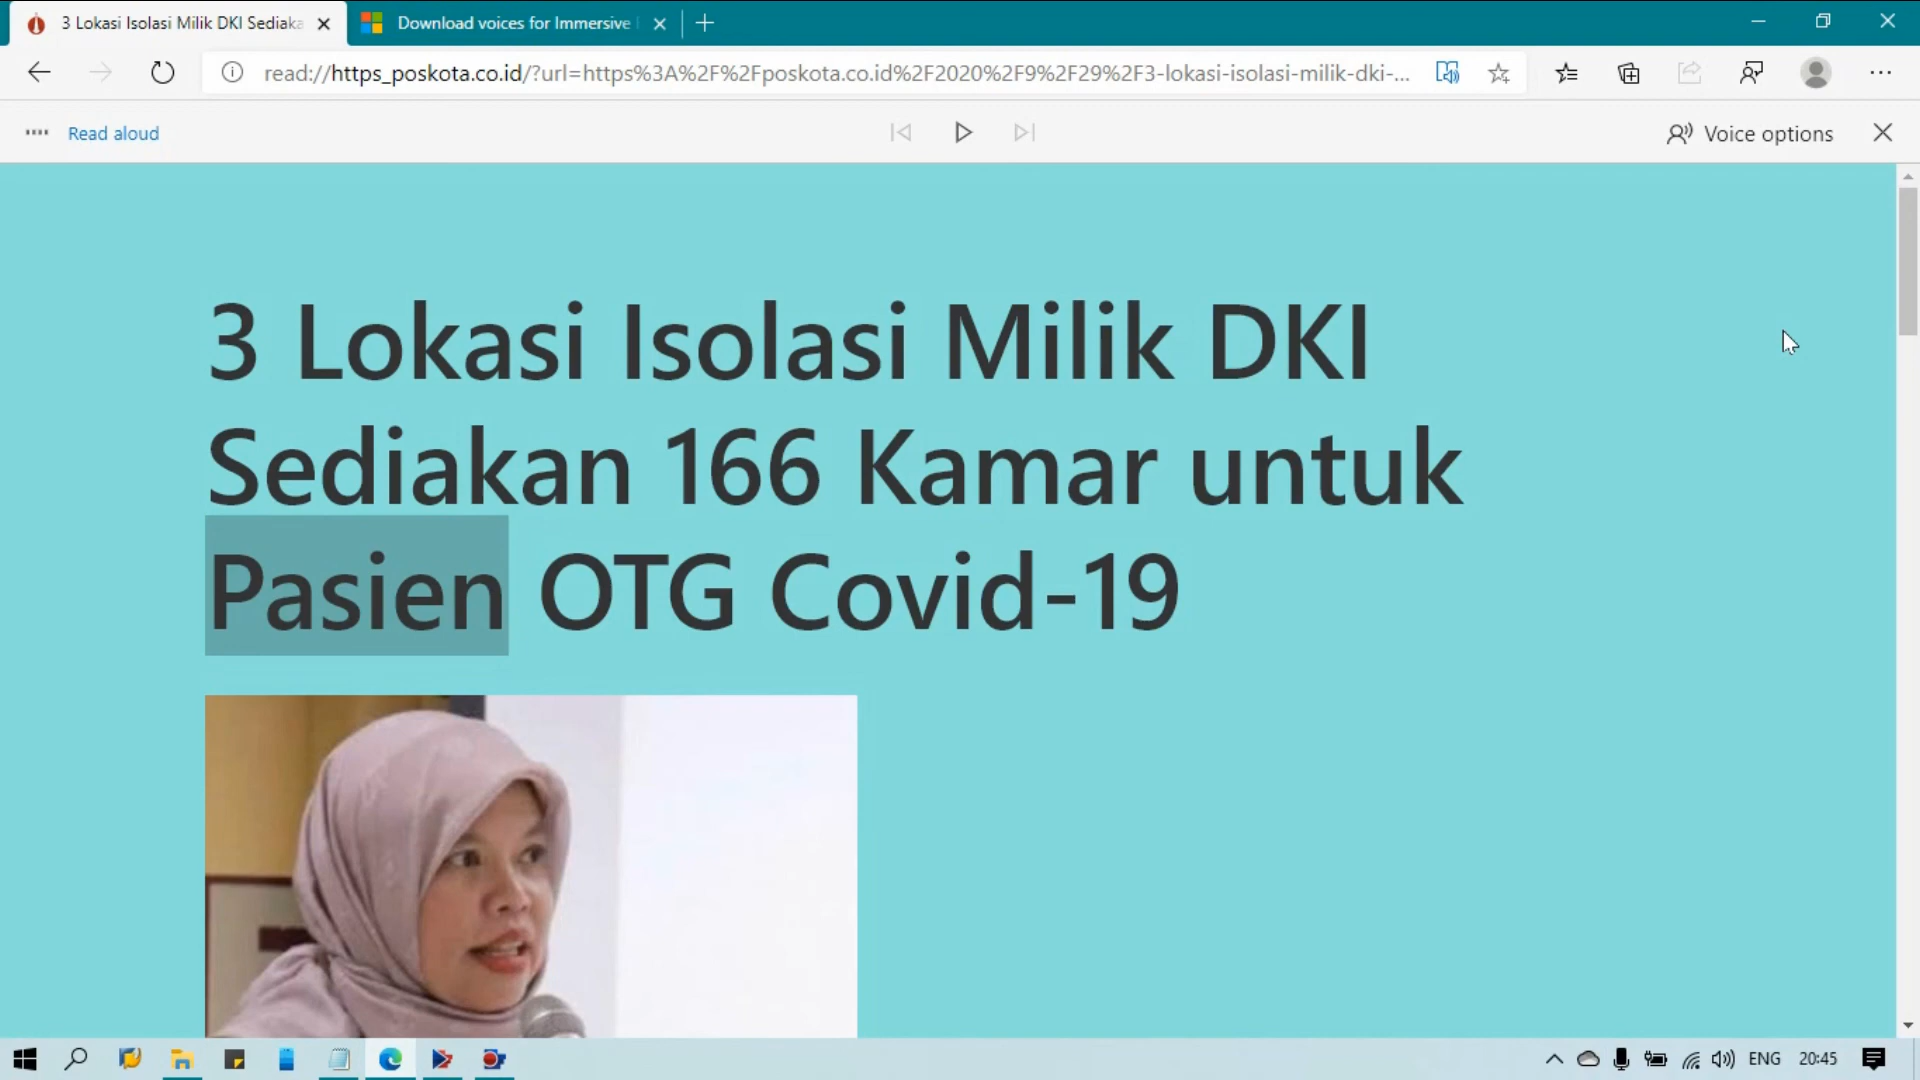 3 Lokasi Isolasi Milik DKI Sediaka
Download voices for Immersive
read://https_poskota.co.id/?url=https%3A%2F%2Fposkota.co.id%2F2020%2F9%2F29%2F3-lokasi-isolasi-milik-dki-...
Read aloud
Voice options
3 Lokasi Isolasi Milik DKI
Sediakan 166 Kamar untuk
Pasien OTG Covid-19
ENG
20:45